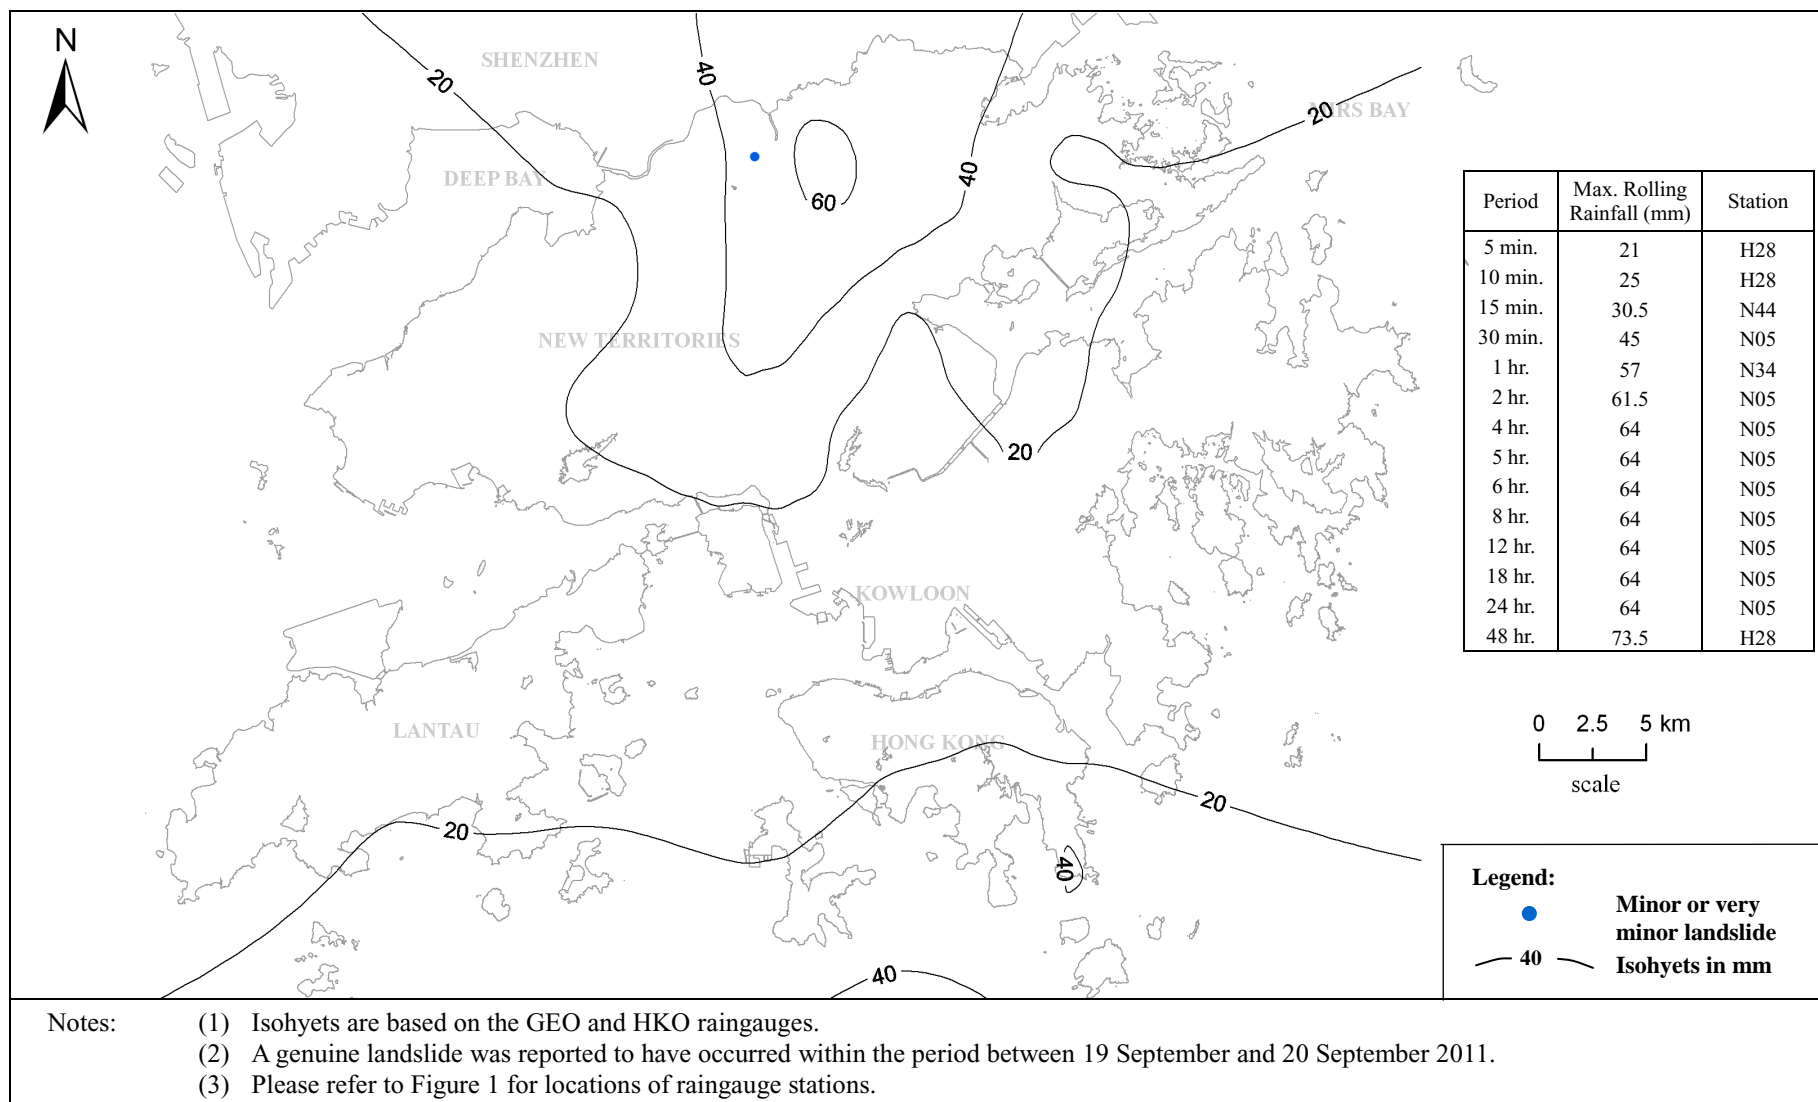 N
SHENZHEN
40
20
20
MIRS BAY
DEEP BAY
40
60
NEW TERRITORIES
20
KOWLOON
LANTAU
HONG KONG
20
20
40
40
Period Max. Rolling Rainfall (mm) Station
5 min. 21 H28
10 min. 25 H28
15 min. 30.5 N44
30 min. 45 N05
1 hr. 57 N34
2 hr. 61.5 N05
4 hr. 64 N05
5 hr. 64 N05
6 hr. 64 N05
8 hr. 64 N05
12 hr. 64 N05
18 hr. 64 N05
24 hr. 64 N05
48 hr. 73.5 H28
0 2.5 5 km
scale
Legend:
Minor or very
minor landslide
40 Isohyets in mm
Notes: (1) Isohyets are based on the GEO and HKO raingauges.
(2) A genuine landslide was reported to have occurred within the period between 19 September and 20 September 2011.
(3) Please refer to Figure 1 for locations of raingauge stations.